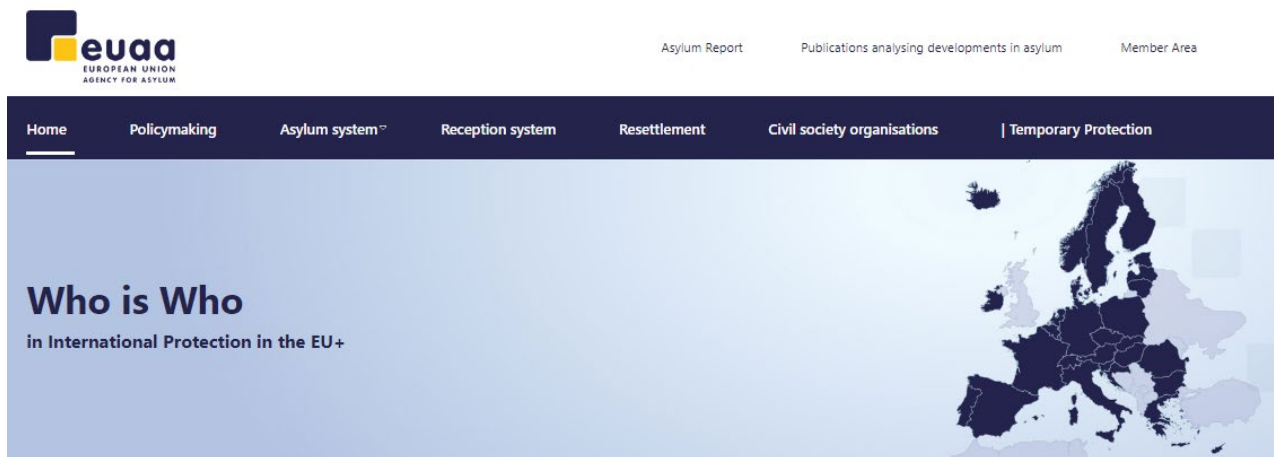 euaa
EUROPEAN UNION
AGENCY FOR ASYLUM
Asylum Report Publications analysing developments in asylum Member Area
Home Policymaking Asylum system Reception system Resettlement Civil society organisations | Temporary Protection
Who is Who
in International Protection in the EU+